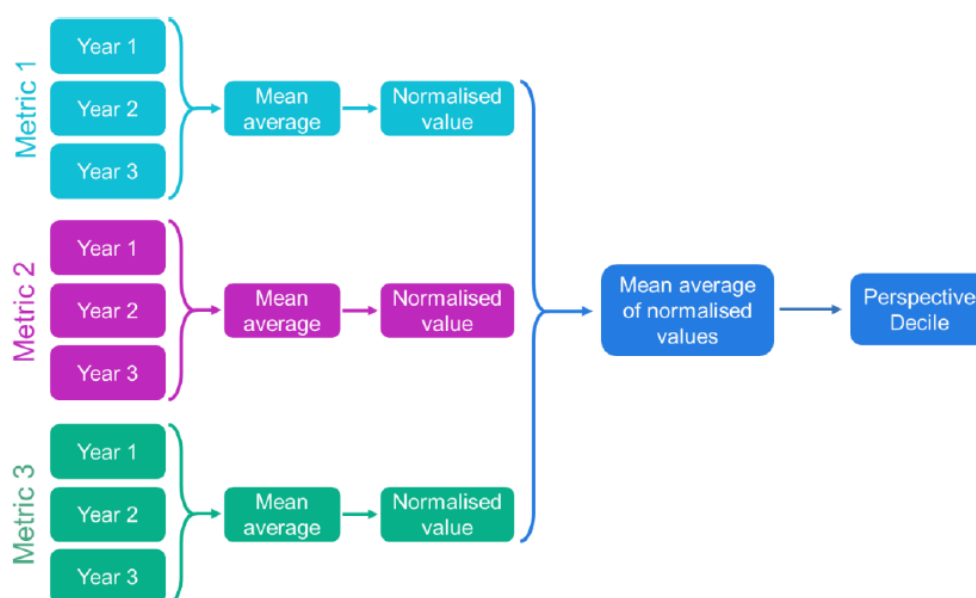 Metric 1
Year 1
Year 2
Year 3
Mean
average
Normalised
value
Metric 2
Year 1
Year 2
Year 3
Mean
average
Normalised
value
Metric 3
Year 1
Year 2
Year 3
Mean
average
Normalised
value
Mean average
of normalised
values
Perspective
Decile